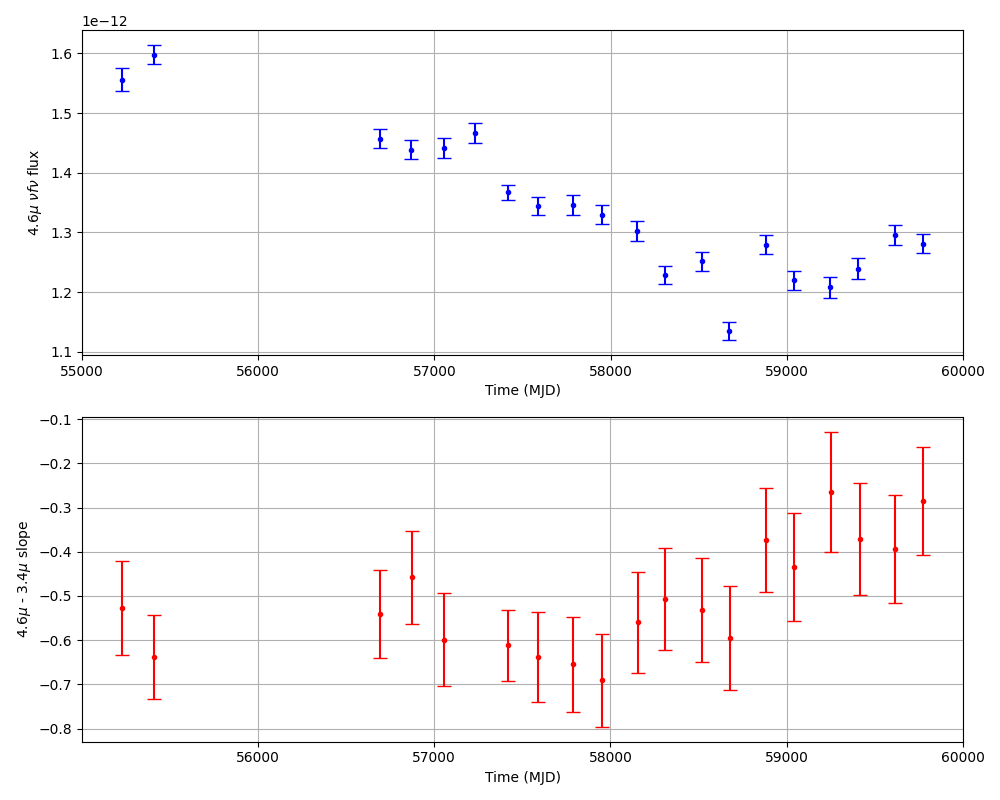 1e−12
1.6
1.5
1.4
1.3
1.2
1.1
4.6μ νfν flux
55000 56000 57000 58000 59000 60000
Time (MJD)
−0.1
−0.2
−0.3
−0.4
−0.5
−0.6
−0.7
−0.8
4.6μ - 3.4μ slope
56000 57000 58000 59000 60000
Time (MJD)